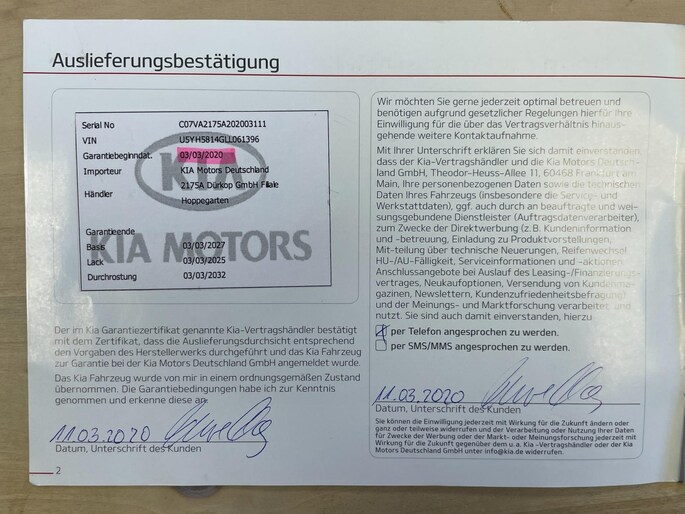 Auslieferungsbestätigung
Serial No C07VA2175A202003111
VIN U5YH5814GLL061396
Garantiebeginndat. 03/03/2020
Importeur KIA Motors Deutschland
Händler 2175A Dürkop GmbH Filiale
Hoppegarten
Garantieende
Basis 03/03/2027
Lack 03/03/2025
Durchrostung 03/03/2032
KIA
KIA MOTORS
Der im Kia Garantiezertifikat genannte Kia-Vertragshändler bestätigt
mit dem Zertifikat, dass die Auslieferungsdurchsicht entsprechend
den Vorgaben des Herstellerwerks durchgeführt und das Kia Fahrzeug
zur Garantie bei der Kia Motors Deutschland GmbH angemeldet wurde.
Das Kia Fahrzeug wurde von mir in einem ordnungsgemäßen Zustand
übernommen. Die Garantiebedingungen habe ich zur Kenntnis
genommen und erkenne diese an.
11.03.2020
Datum, Unterschrift des Kunden
2
Wir möchten Sie gerne jederzeit optimal betreuen und
benötigen aufgrund gesetzlicher Regelungen hierfür Ihre
Einwilligung für die über das Vertragsverhältnis hinaus-
gehende weitere Kontaktaufnahme.
Mit Ihrer Unterschrift erklären Sie sich damit einverstanden,
dass der Kia-Vertragshändler und die Kia Motors Deutsch-
land GmbH, Theodor-Heuss-Allee 11, 60468 Frankfurt am
Main, Ihre personenbezogenen Daten sowie die technischen
Daten Ihres Fahrzeugs (insbesondere die Service- und
Werkstattdaten), ggf. auch durch an beauftragte und wei-
sungsgebundene Dienstleister (Auftragsdatenverarbeiter),
zum Zwecke der Direktwerbung (z.B. Kundeninformation
und -betreuung, Einladung zu Produktvorstellungen,
Mit-teilung über technische Neuerungen, Reifenwechsel,
HU-/AU-Fälligkeit, Serviceinformationen und -aktionen,
Anschlussangebote bei Auslauf des Leasing-/Finanzierungs-
vertrages, Neukaufoptionen, Versendung von Kundenma-
gazinen, Newslettern, Kundenzufriedenheitsbefragung)
und der Meinungs- und Marktforschung verarbeitet und
nutzt. Sie sind auch damit einverstanden, hierzu
per Telefon angesprochen zu werden.
per SMS/MMS angesprochen zu werden.
11.03.2020
Datum, Unterschrift des Kunden
Sie können die Einwilligung jederzeit mit Wirkung für die Zukunft ändern oder
ganz oder teilweise widerrufen und der Verarbeitung oder Nutzung Ihrer Daten
für Zwecke der Werbung oder der Markt- oder Meinungsforschung jederzeit mit
Wirkung für die Zukunft gegenüber dem u. a. Kia -Vertragshändler oder der Kia
Motors Deutschland GmbH unter info@kia.de widerrufen.